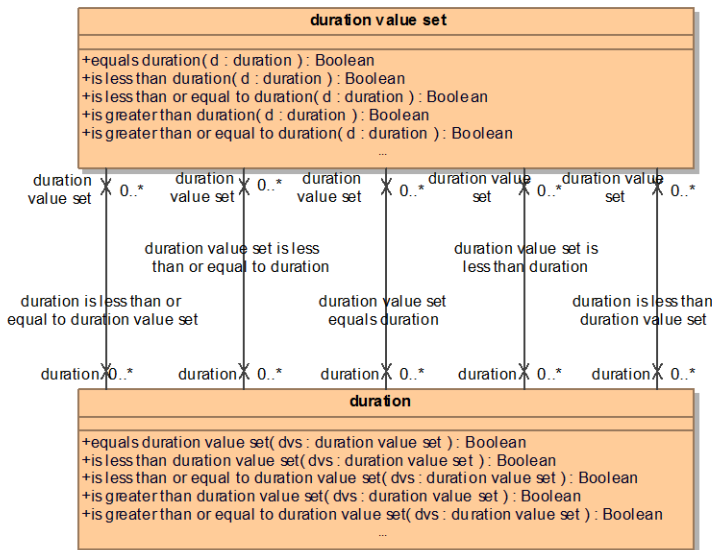 duration value set
+equals duration( d : duration ) : Boolean
+is less than duration( d : duration ) : Boolean
+is less than or equal to duration( d : duration ) : Boolean
+is greater than duration( d : duration ) : Boolean
+is greater than or equal to duration( d : duration ) : Boolean
...
duration
value set
0..*
duration
value set
0..*
duration
value set
0..*
duration value
set
0..*
duration value
set
0..*
duration value set is less
than or equal to duration
duration value set is
less than duration
duration is less than or
equal to duration value set
duration value set
equals duration
duration is less than
duration value set
duration
0..*
duration
0..*
duration
0..*
duration
0..*
duration
0..*
duration
+equals duration value set( dvs : duration value set ) : Boolean
+is less than duration value set( dvs : duration value set ) : Boolean
+is less than or equal to duration value set( dvs : duration value set ) : Boolean
+is greater than duration value set( dvs : duration value set ) : Boolean
+is greater than or equal to duration value set( dvs : duration value set ) : Boolean
...